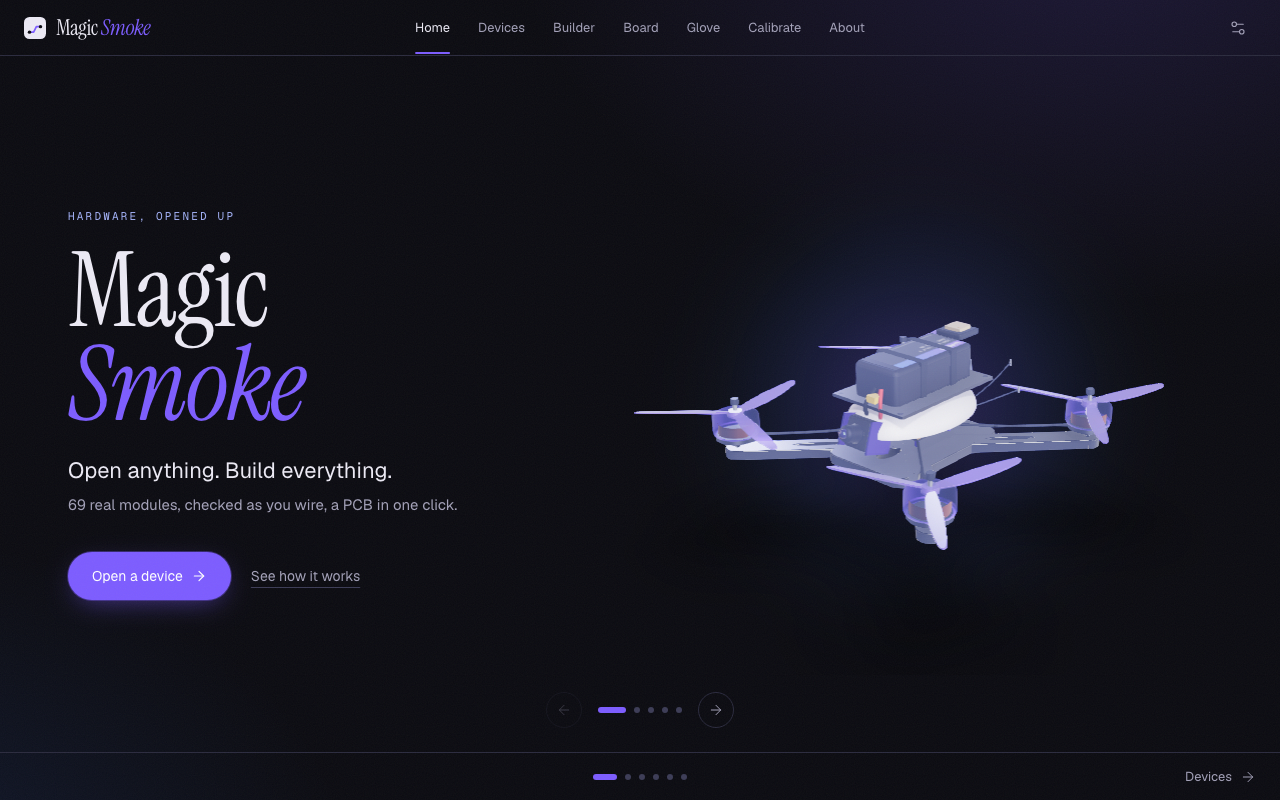 Magic Smoke
Home
Devices
Builder
Board
Glove
Calibrate
About
HARDWARE, OPENED UP
Magic
Smoke
Open anything. Build everything.
69 real modules, checked as you wire, a PCB in one click.
Open a device
See how it works
Devices